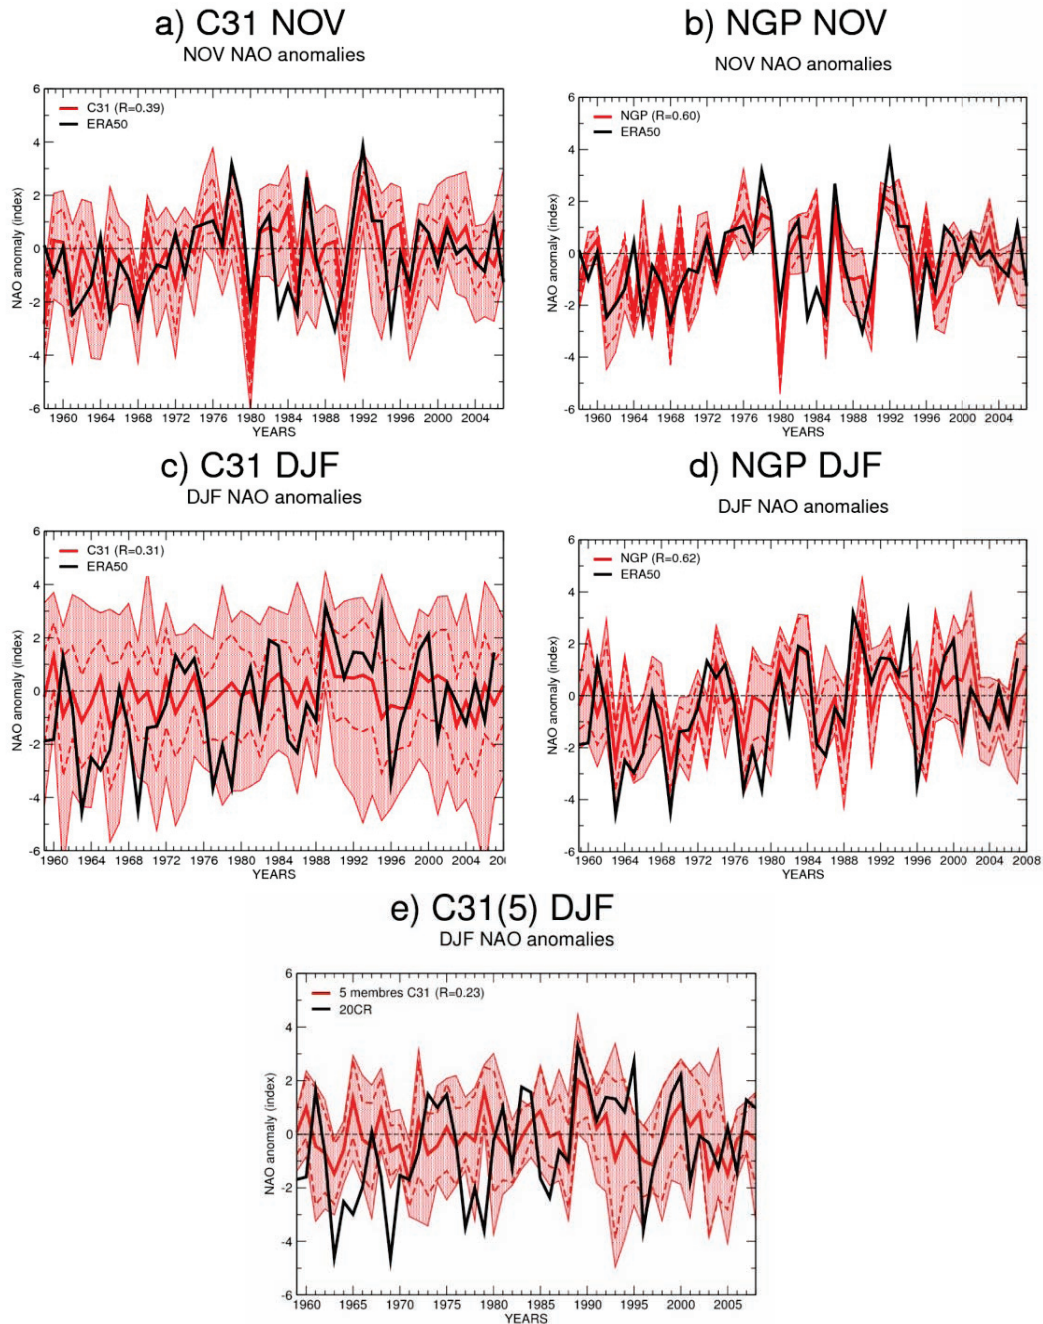 a) C31 NOV
NOV NAO anomalies
C31 (R=0.39)
ERA50
NAO anomaly (index)
6
4
2
0
-2
-4
-6
1960 1964 1968 1972 1976 1980 1984 1988 1992 1996 2000 2004
YEARS
b) NGP NOV
NOV NAO anomalies
NGP (R=0.60)
ERA50
NAO anomaly (index)
6
4
2
0
-2
-4
-6
1960 1964 1968 1972 1976 1980 1984 1988 1992 1996 2000 2004
YEARS
c) C31 DJF
DJF NAO anomalies
C31 (R=0.31)
ERA50
NAO anomaly (index)
6
4
2
0
-2
-4
-6
1960 1964 1968 1972 1976 1980 1984 1988 1992 1996 2000 2004 200
YEARS
d) NGP DJF
DJF NAO anomalies
NGP (R=0.62)
ERA50
NAO anomaly (index)
6
4
2
0
-2
-4
-6
1960 1964 1968 1972 1976 1980 1984 1988 1992 1996 2000 2004 2008
YEARS
e) C31(5) DJF
DJF NAO anomalies
5 membres C31 (R=0.23)
20CR
NAO anomaly (index)
6
4
2
0
-2
-4
-6
1960 1965 1970 1975 1980 1985 1990 1995 2000 2005
YEARS